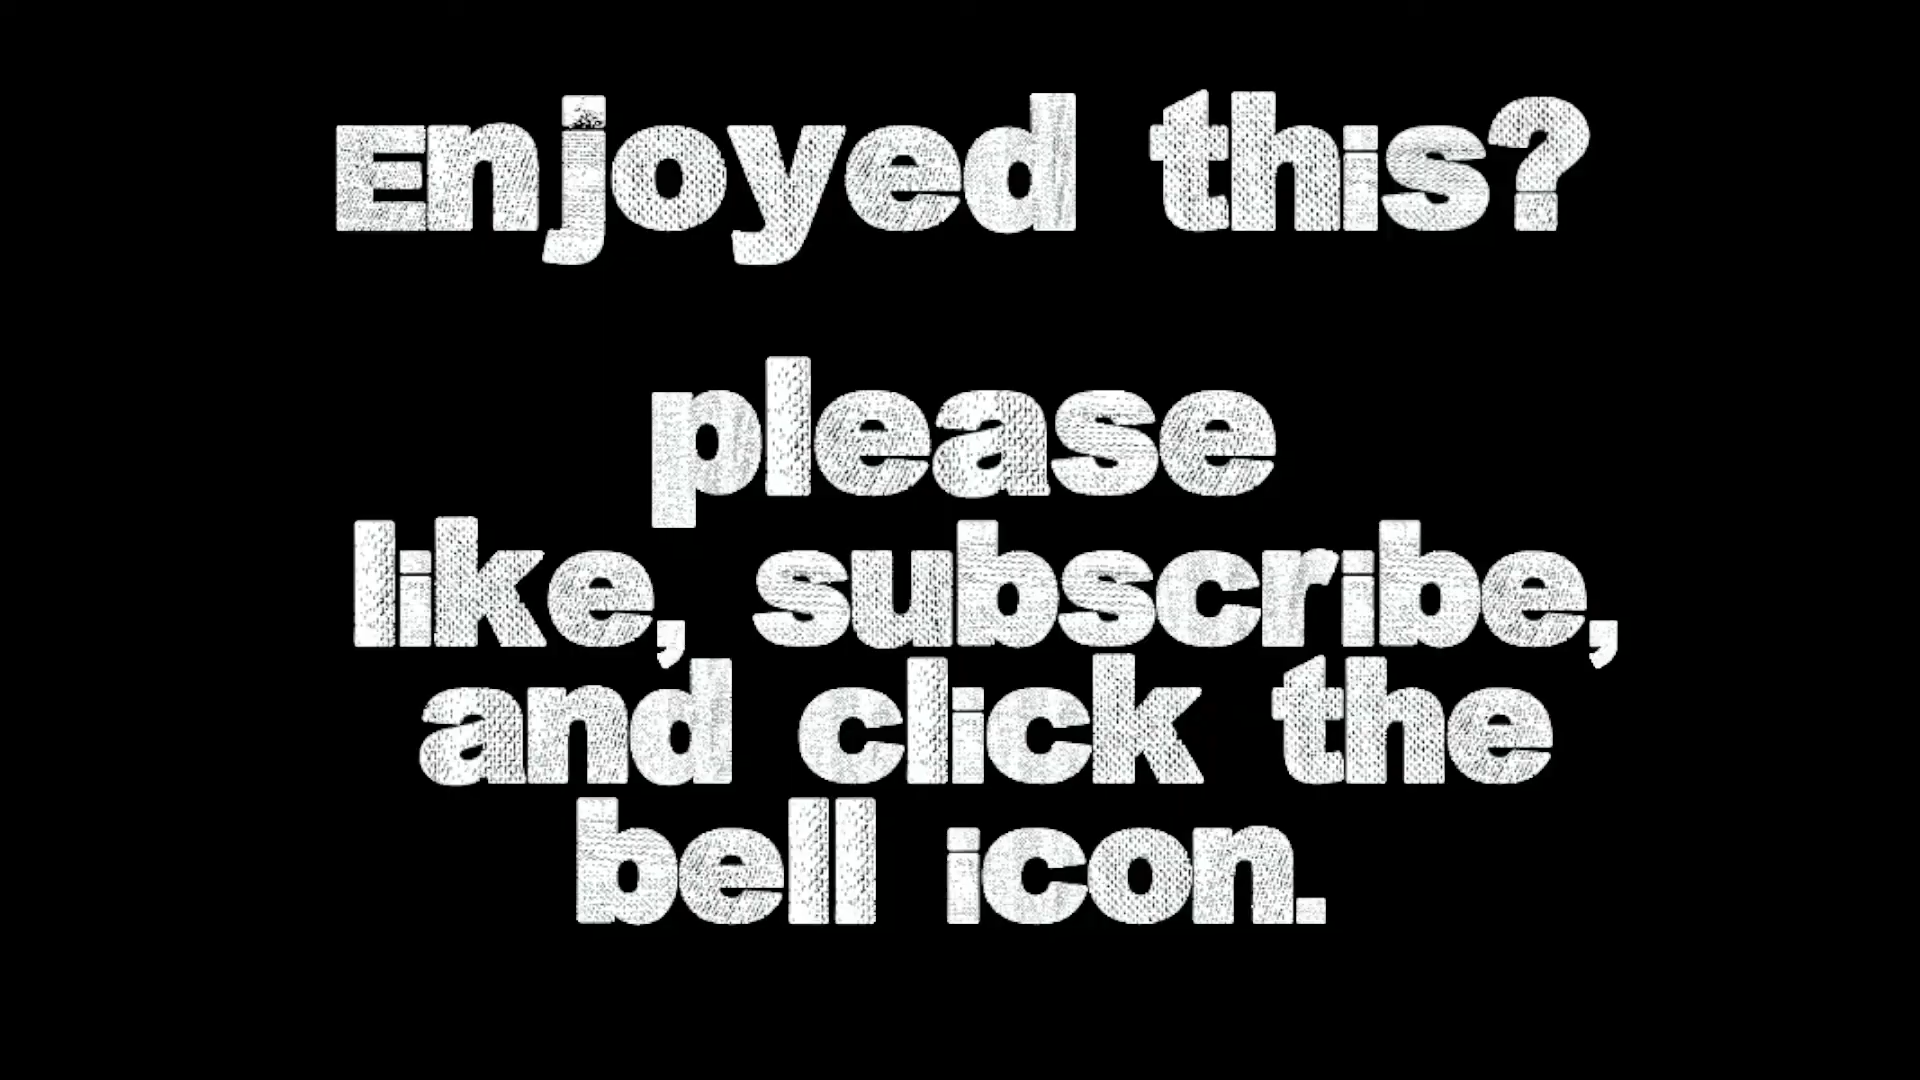 Enjoyed this?
please
like, subscribe,
and click the
bell icon.